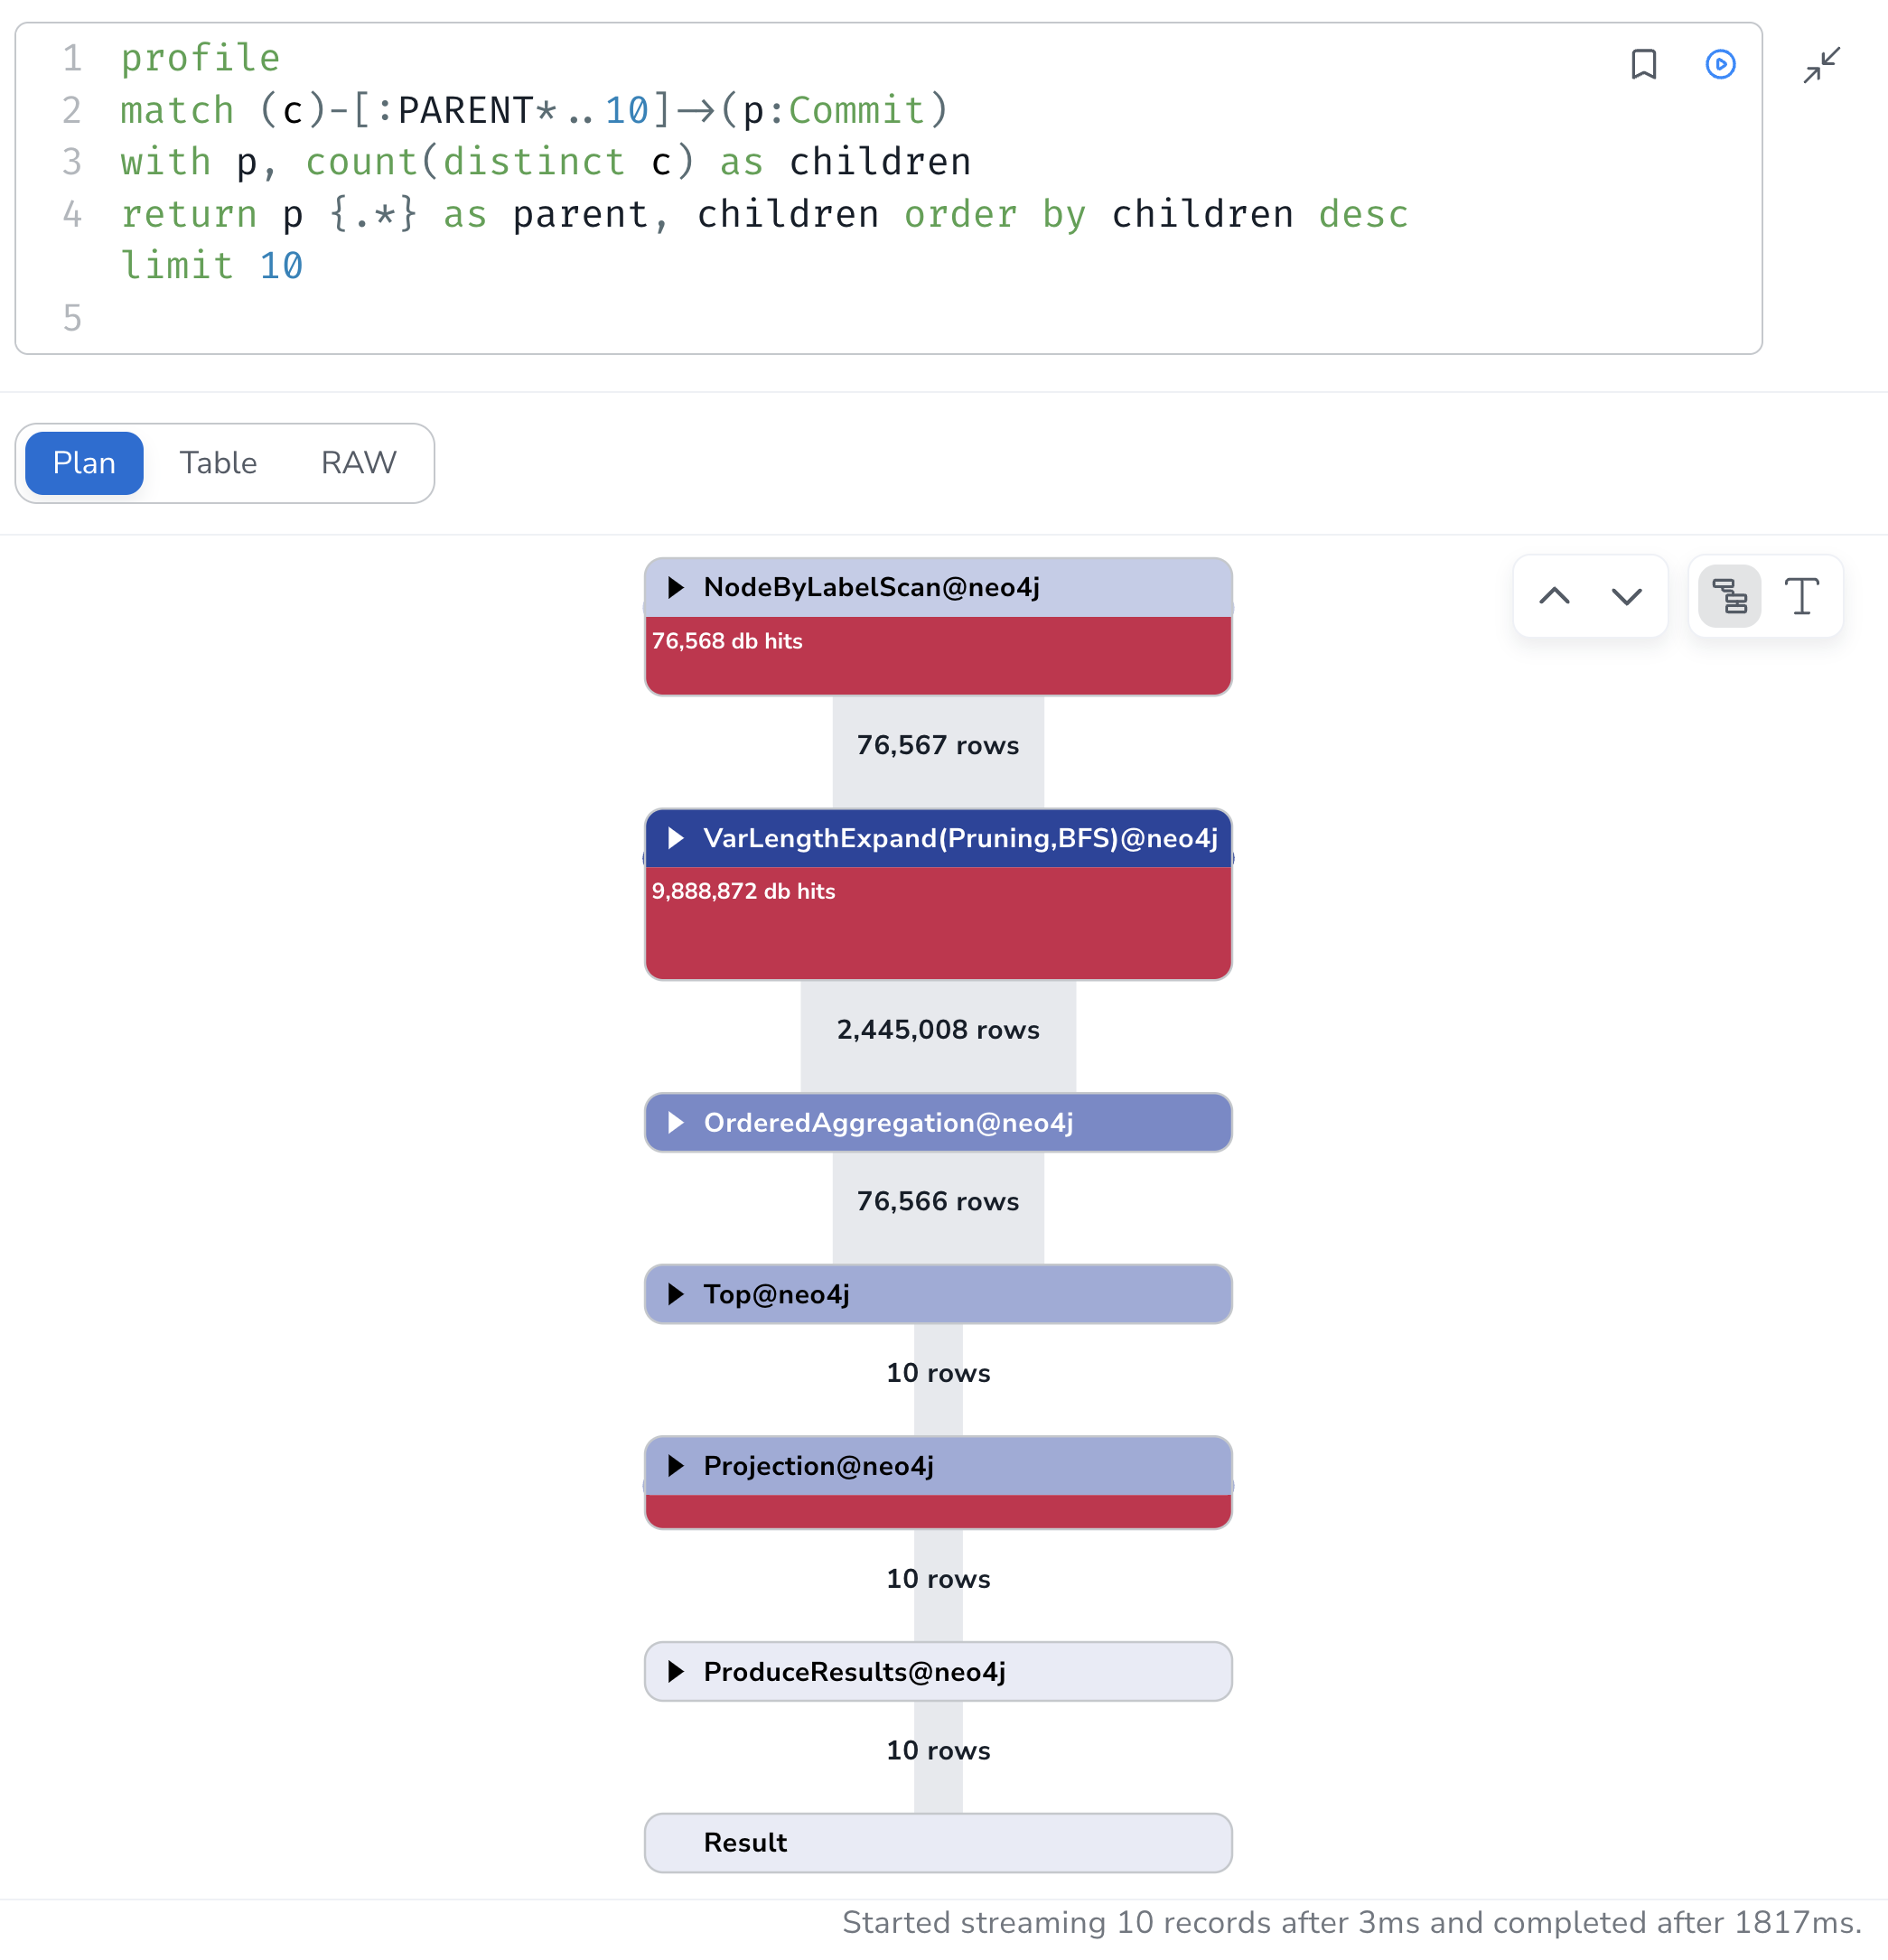 1 profile
2 match (c)-[:PARENT*..10]->(p:Commit)
3 with p, count(distinct c) as children
4 return p {.*} as parent, children order by children desc
limit 10
5
Plan Table RAW
NodeByLabelScan@neo4j
76,568 db hits
76,567 rows
VarLengthExpand(Pruning,BFS)@neo4j
9,888,872 db hits
2,445,008 rows
OrderedAggregation@neo4j
76,566 rows
Top@neo4j
10 rows
Projection@neo4j
10 rows
ProduceResults@neo4j
10 rows
Result
Started streaming 10 records after 3ms and completed after 1817ms.